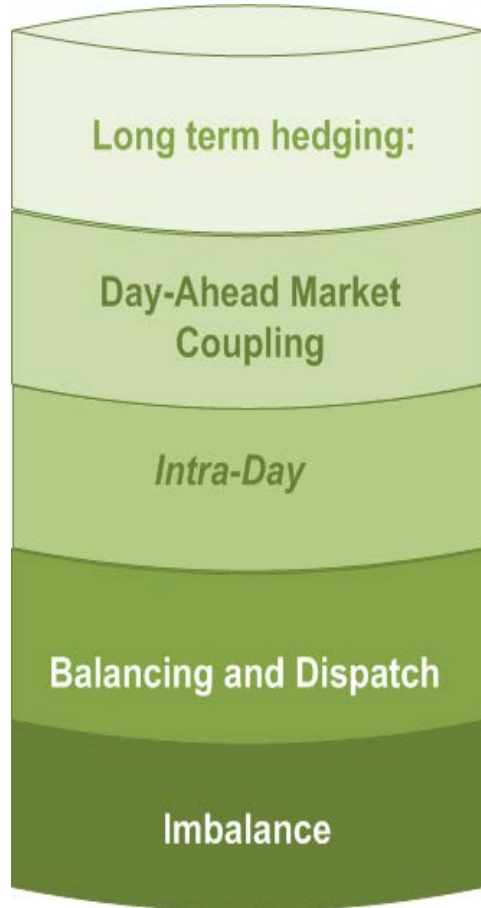 Long term hedging:
Day-Ahead Market
Coupling
Intra-Day
Balancing and Dispatch
Imbalance